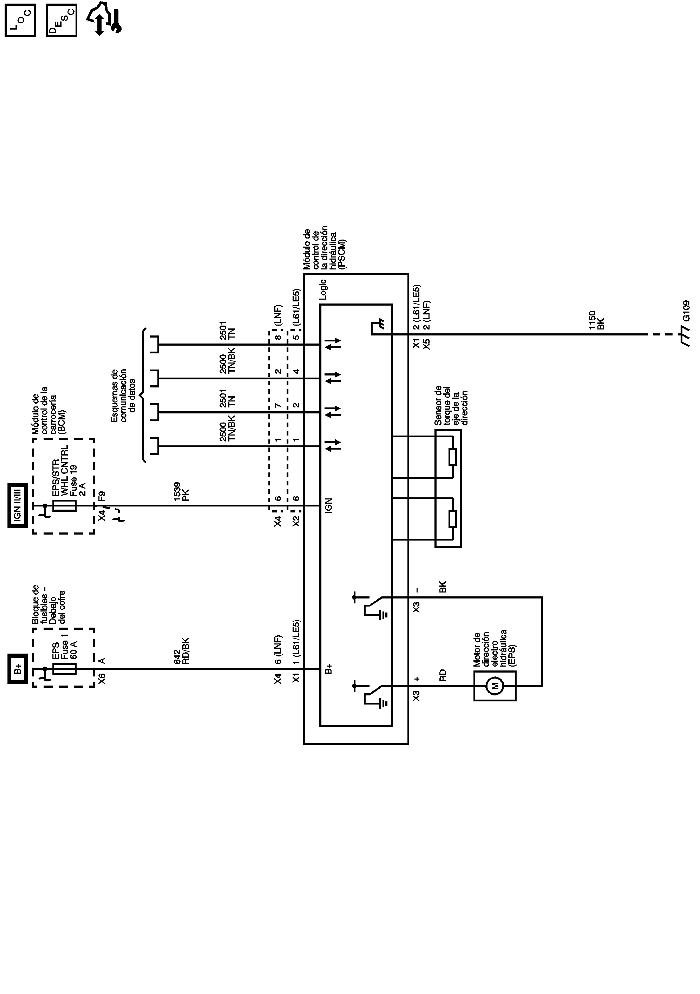 LOC
DESC
B+
IGN II/III
Bloque de
fusibles –
Debajo
del cofre
EPS
Fuse 1
60 A
X6
A
642
RD/BK
X4 6 (LNF)
X1 1 (L61/LE5)
B+
Módulo de
control de la
carrocería
(BCM)
EPS/STR
WHL CNTRL
Fuse 19
2 A
X4
F9
1539
PK
X4 6 1 7 2 8 (LNF)
X2 6 1 2 4 5 (L61/LE5)
IGN
Esquemas de
comunicación
de datos
2500
TN/BK
2501
TN
2500
TN/BK
2501
TN
Módulo de
control de
la dirección
hidráulica
(PSCM)
Logic
X3 +
RD
X3 –
BK
Motor de
dirección
electro
hidráulica
(EPS)
M
Sensor de
torque del
eje de la
dirección
X1 2 (L61/LE5)
X5 2 (LNF)
1150
BK
G109